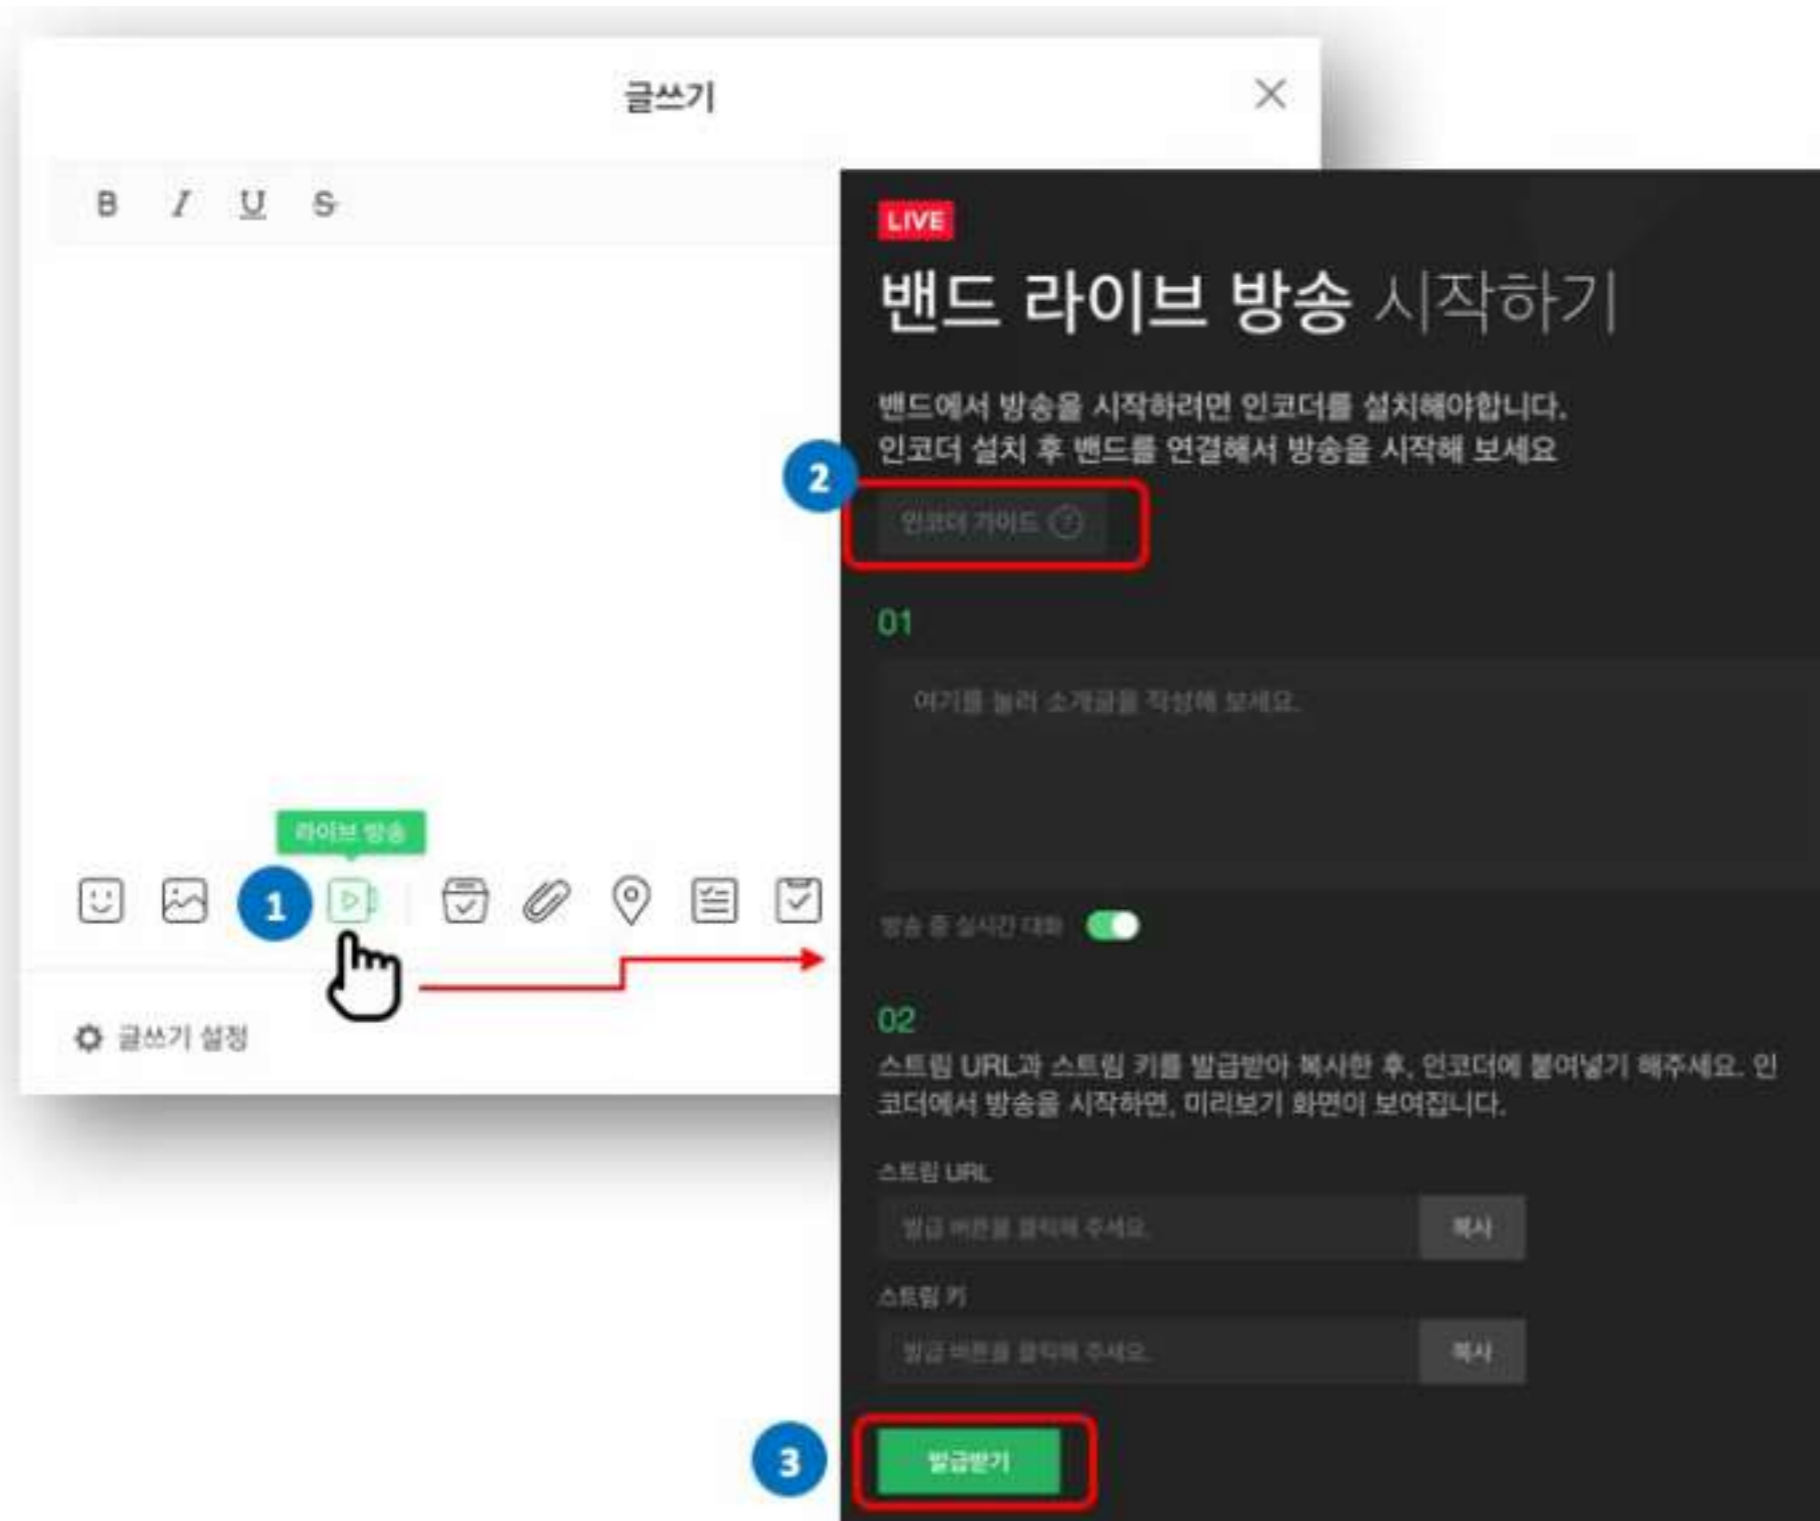 글쓰기
B I U S
라이브 방송
1
글쓰기 설정
LIVE
밴드 라이브 방송 시작하기
밴드에서 방송을 시작하려면 인코더를 설치해야합니다.
인코더 설치 후 밴드를 연결해서 방송을 시작해 보세요
2
인코더 가이드 ?
01
여기를 눌러 소개글을 작성해 보세요.
방송 중 실시간 대화
02
스트림 URL과 스트림 키를 발급받아 복사한 후, 인코더에 붙여넣기 해주세요. 인
코더에서 방송을 시작하면, 미리보기 화면이 보여집니다.
스트림 URL
발급 버튼을 클릭해 주세요. 복사
스트림 키
발급 버튼을 클릭해 주세요. 복사
3
발급받기